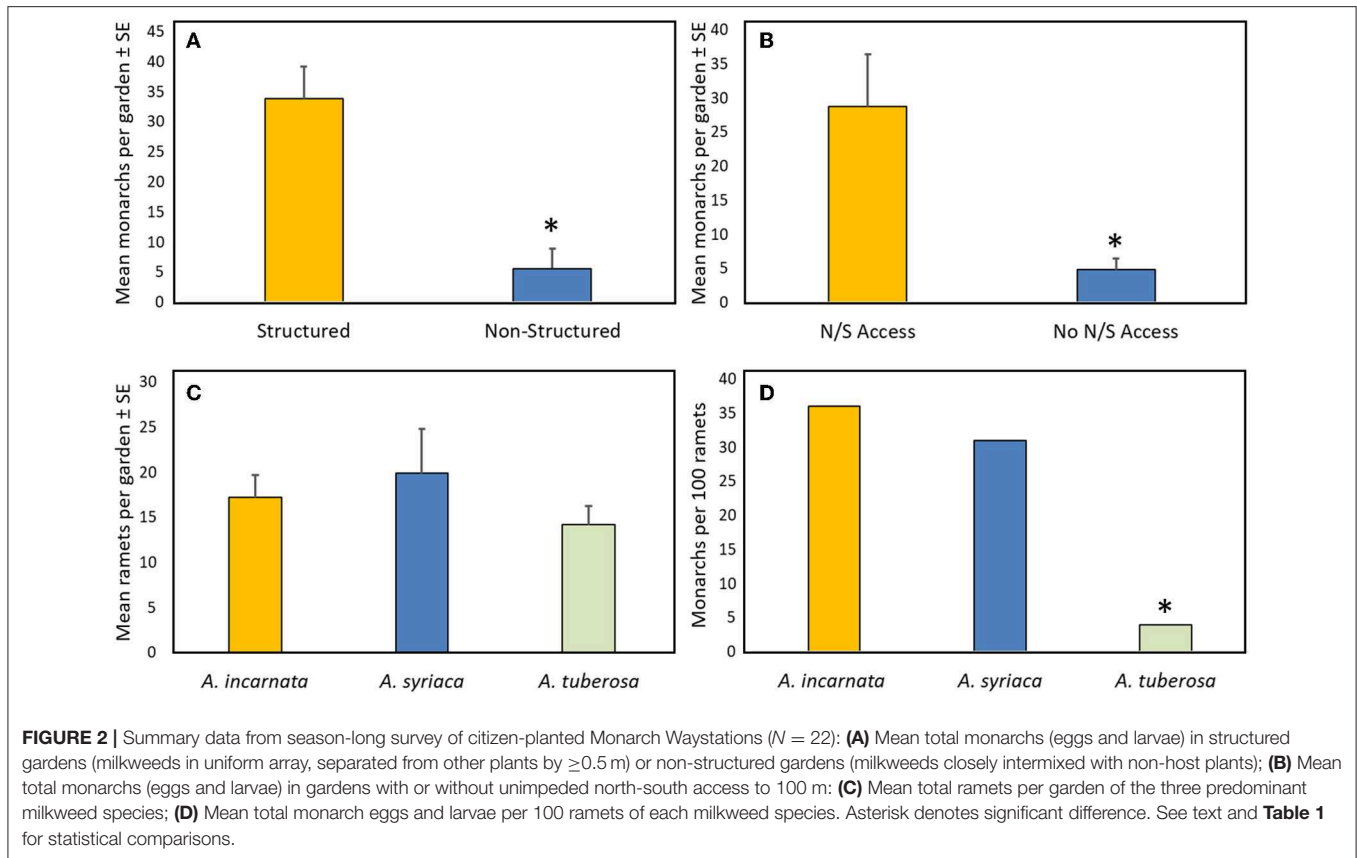 A
Mean monarchs per garden ± SE
45
40
35
30
25
20
15
10
5
0
*
Structured
Non-Structured
B
Mean monarchs per garden ± SE
40
35
30
25
20
15
10
5
0
*
N/S Access
No N/S Access
C
Mean ramets per garden ± SE
30
25
20
15
10
5
0
A. incarnata
A. syriaca
A. tuberosa
D
Monarchs per 100 ramets
40
35
30
25
20
15
10
5
0
*
A. incarnata
A. syriaca
A. tuberosa
FIGURE 2 | Summary data from season-long survey of citizen-planted Monarch Waystations (N = 22): (A) Mean total monarchs (eggs and larvae) in structured
gardens (milkweeds in uniform array, separated from other plants by ≥0.5 m) or non-structured gardens (milkweeds closely intermixed with non-host plants); (B) Mean
total monarchs (eggs and larvae) in gardens with or without unimpeded north-south access to 100 m: (C) Mean total ramets per garden of the three predominant
milkweed species; (D) Mean total monarch eggs and larvae per 100 ramets of each milkweed species. Asterisk denotes significant difference. See text and Table 1
for statistical comparisons.